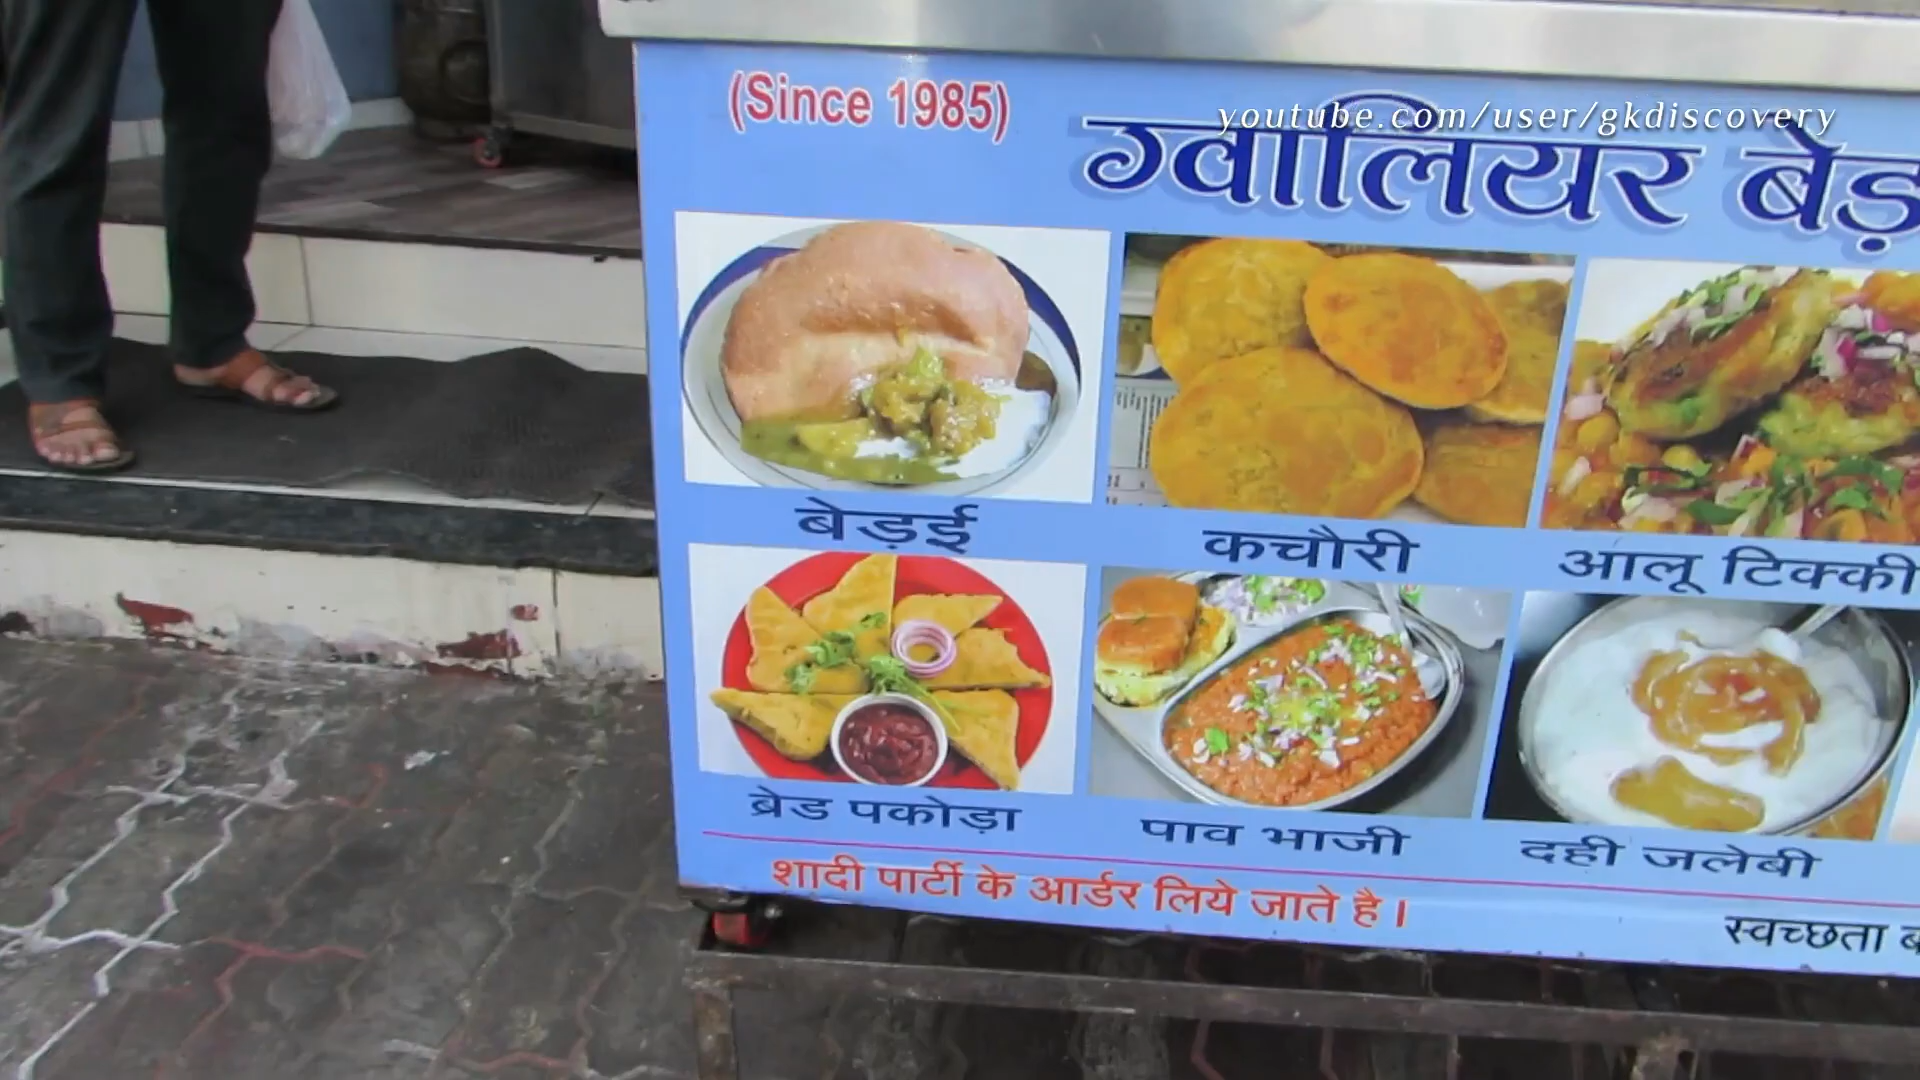 (Since 1985)
youtube.com/user/gkdiscovery
ग्वालियर
बेड़ई
कचौरी
आलू टिक्की
ब्रेड पकोड़ा
पाव भाजी
दही जलेबी
शादी पार्टी के आर्डर लिये जाते है।
स्वच्छता